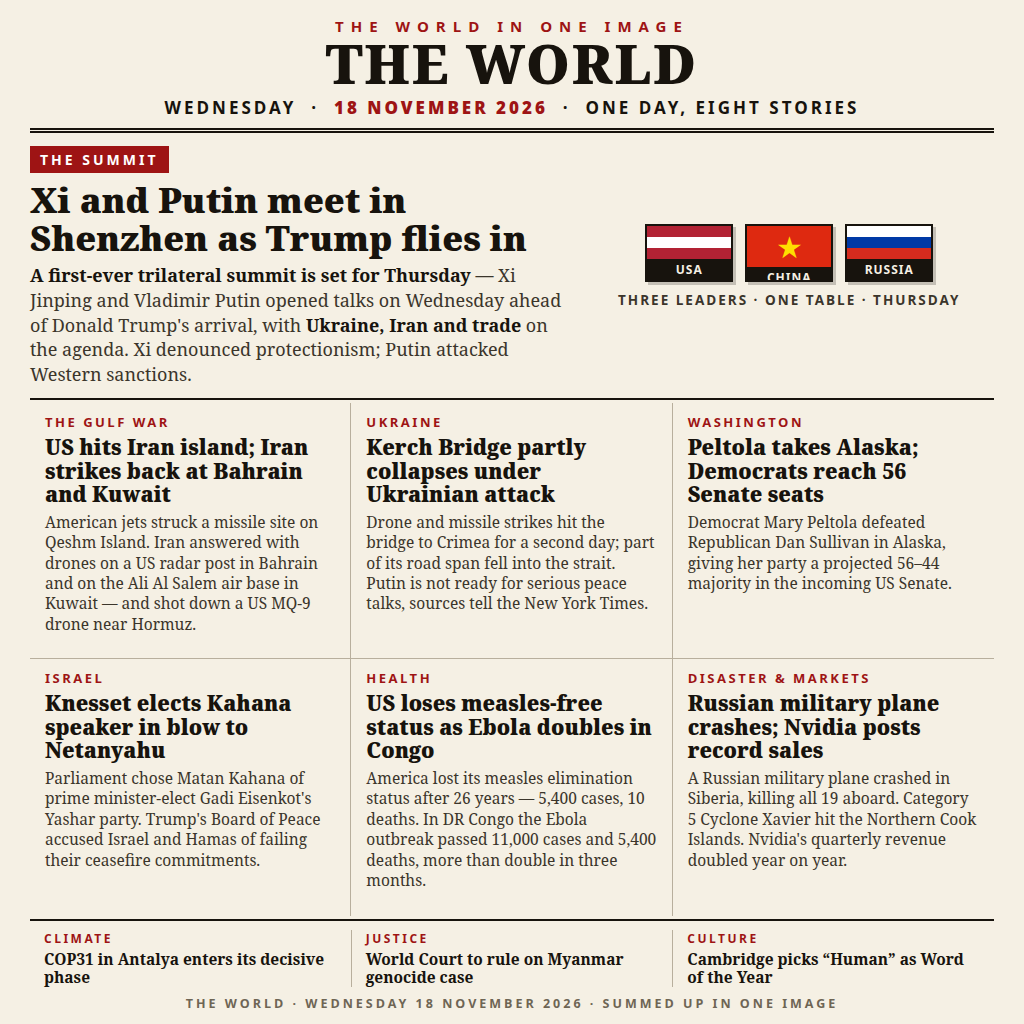 THE WORLD IN ONE IMAGE
THE WORLD
WEDNESDAY · 18 NOVEMBER 2026 · ONE DAY, EIGHT STORIES
THE SUMMIT
Xi and Putin meet in
Shenzhen as Trump flies in
A first-ever trilateral summit is set for Thursday — Xi
Jinping and Vladimir Putin opened talks on Wednesday ahead
of Donald Trump's arrival, with Ukraine, Iran and trade on
the agenda. Xi denounced protectionism; Putin attacked
Western sanctions.
USA
CHINA
RUSSIA
THREE LEADERS · ONE TABLE · THURSDAY
THE GULF WAR
US hits Iran island; Iran
strikes back at Bahrain
and Kuwait
American jets struck a missile site on
Qeshm Island. Iran answered with
drones on a US radar post in Bahrain
and on the Ali Al Salem air base in
Kuwait — and shot down a US MQ-9
drone near Hormuz.
UKRAINE
Kerch Bridge partly
collapses under
Ukrainian attack
Drone and missile strikes hit the
bridge to Crimea for a second day; part
of its road span fell into the strait.
Putin is not ready for serious peace
talks, sources tell the New York Times.
WASHINGTON
Peltola takes Alaska;
Democrats reach 56
Senate seats
Democrat Mary Peltola defeated
Republican Dan Sullivan in Alaska,
giving her party a projected 56–44
majority in the incoming US Senate.
ISRAEL
Knesset elects Kahana
speaker in blow to
Netanyahu
Parliament chose Matan Kahana of
prime minister-elect Gadi Eisenkot's
Yashar party. Trump's Board of Peace
accused Israel and Hamas of failing
their ceasefire commitments.
HEALTH
US loses measles-free
status as Ebola doubles in
Congo
America lost its measles elimination
status after 26 years — 5,400 cases, 10
deaths. In DR Congo the Ebola
outbreak passed 11,000 cases and 5,400
deaths, more than double in three
months.
DISASTER & MARKETS
Russian military plane
crashes; Nvidia posts
record sales
A Russian military plane crashed in
Siberia, killing all 19 aboard. Category
5 Cyclone Xavier hit the Northern Cook
Islands. Nvidia's quarterly revenue
doubled year on year.
CLIMATE
COP31 in Antalya enters its decisive
phase
JUSTICE
World Court to rule on Myanmar
genocide case
CULTURE
Cambridge picks “Human” as Word
of the Year
THE WORLD · WEDNESDAY 18 NOVEMBER 2026 · SUMMED UP IN ONE IMAGE